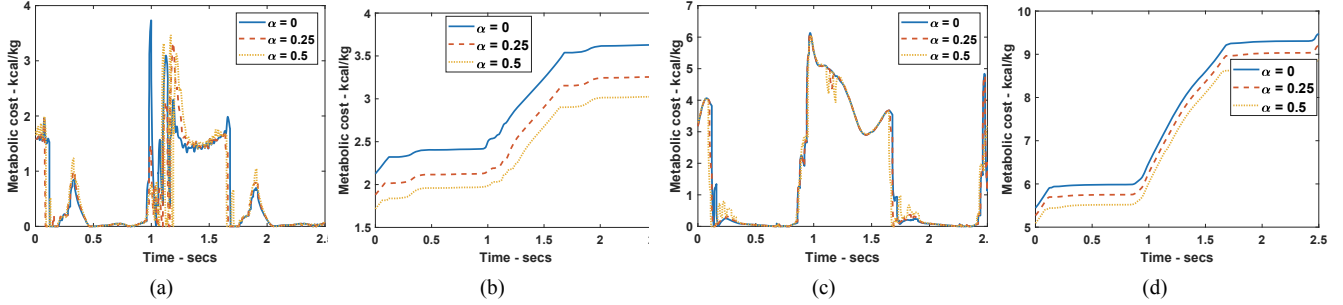 Metabolic cost - kcal/kg
4
3
2
1
0
α = 0
α = 0.25
α = 0.5
0 0.5 1 1.5 2 2.5
Time - secs
(a)
Metabolic cost - kcal/kg
4
3.5
3
2.5
2
1.5
α = 0
α = 0.25
α = 0.5
0 0.5 1 1.5 2
Time - secs
(b)
Metabolic cost - kcal/kg
7
6
5
4
3
2
1
0
α = 0
α = 0.25
α = 0.5
0 0.5 1 1.5 2 2.
Time - secs
(c)
Metabolic cost - kcal/kg
10
9
8
7
6
5
α = 0
α = 0.25
α = 0.5
0 0.5 1 1.5 2 2.5
Time - secs
(d)